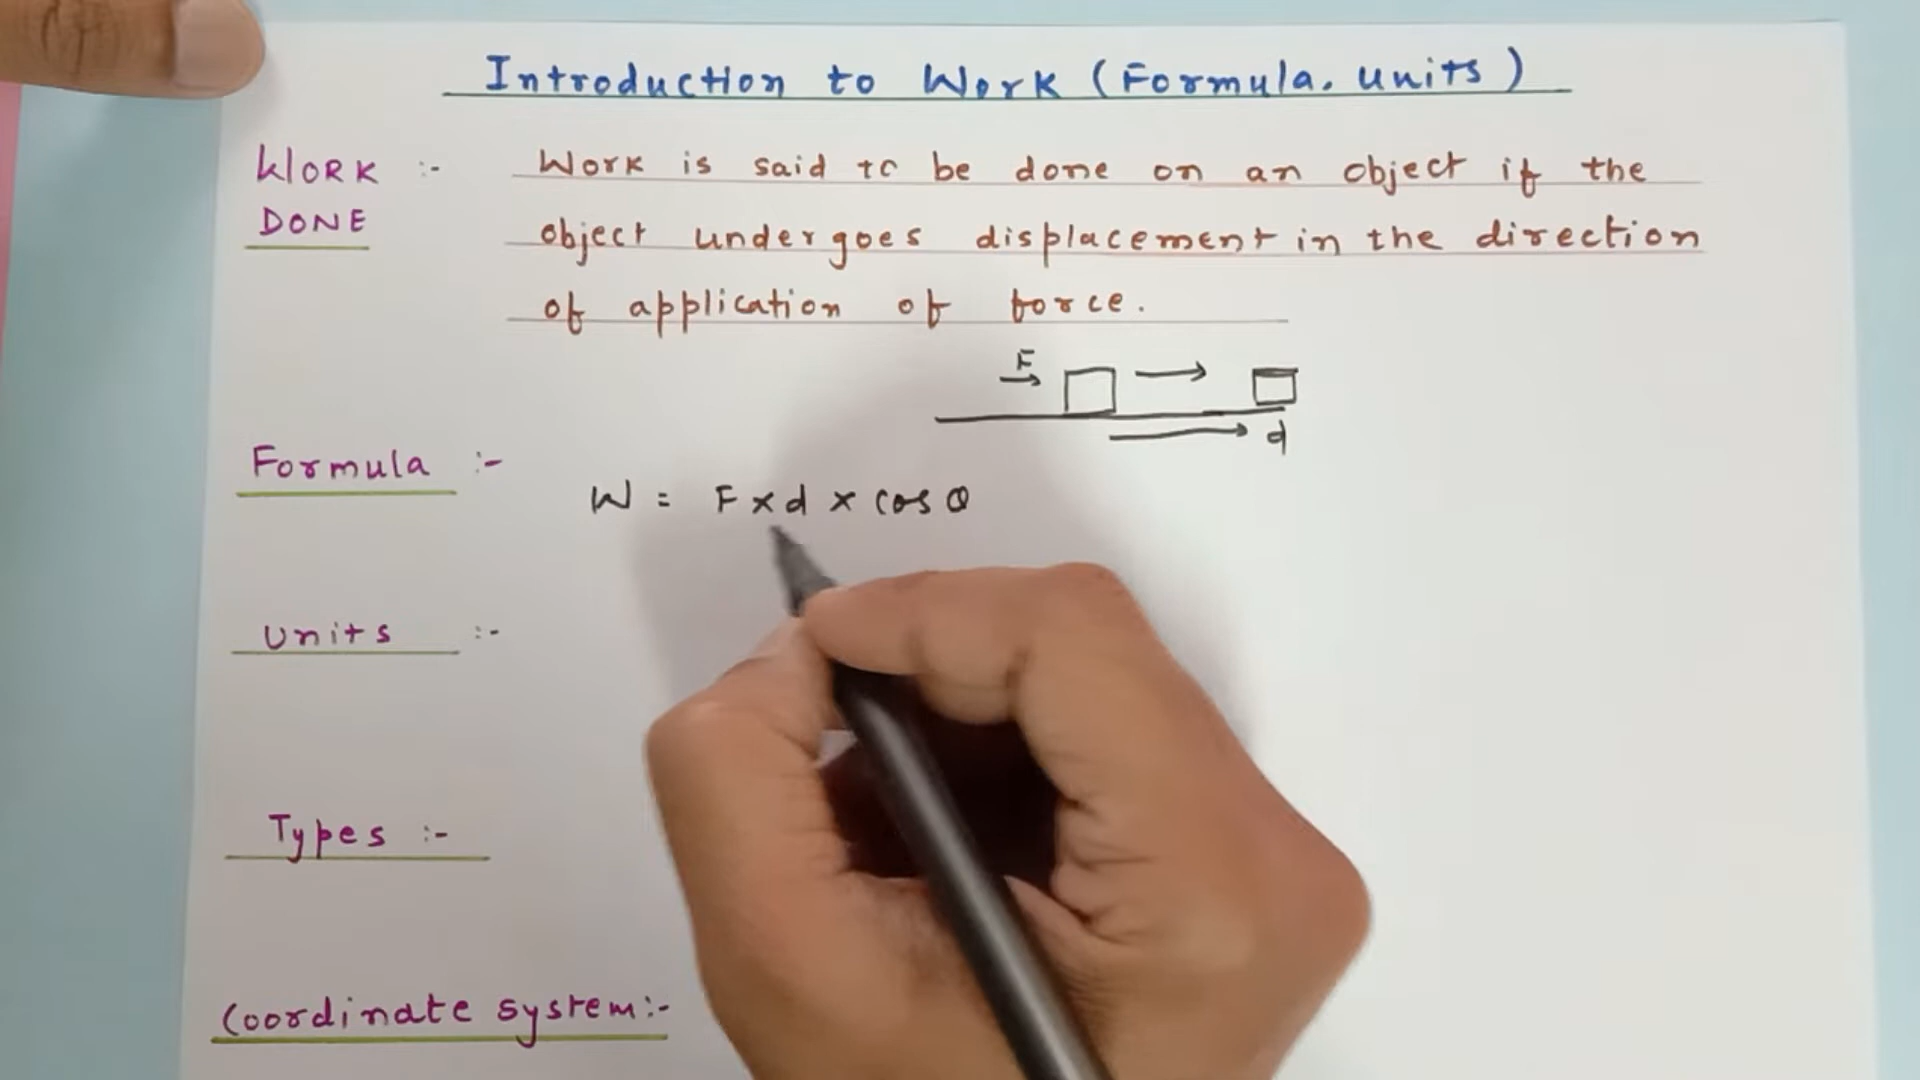 Introduction to Work (Formula, units)
WORK :- Work is said to be done on an object if the
DONE object undergoes displacement in the direction
of application of force.
F
d
Formula :-
W = F x d x cos θ
units :-
Types :-
Coordinate system:-